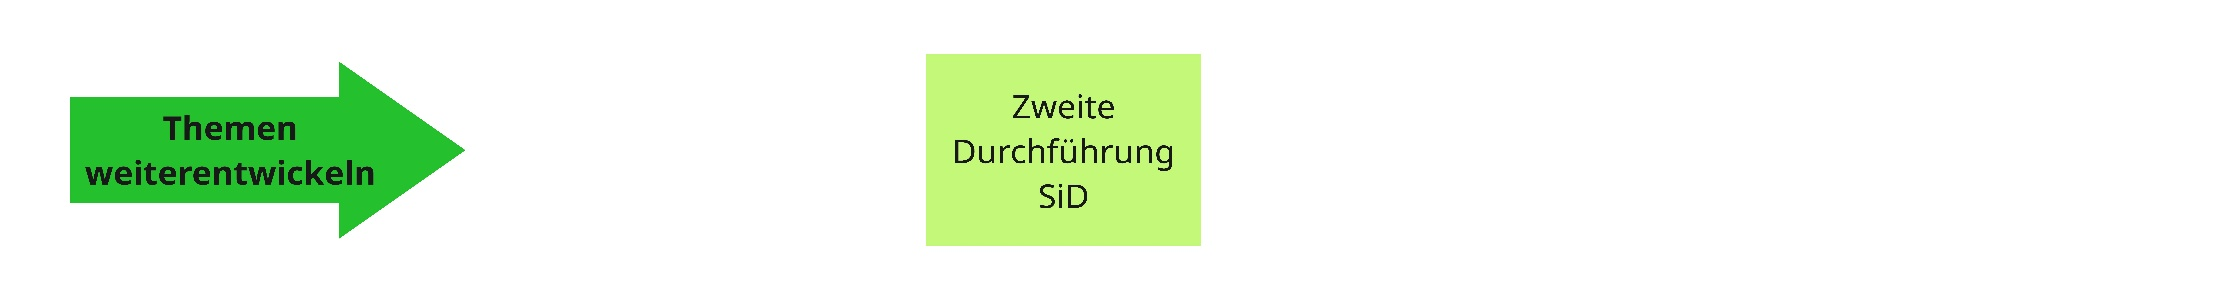 Themen
weiterentwickeln
Zweite
Durchführung
SiD